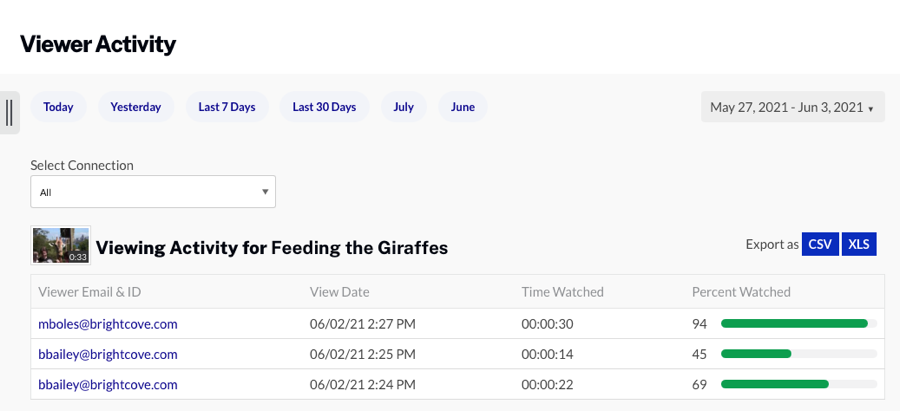 Viewer Activity
Today Yesterday Last 7 Days Last 30 Days July June May 27, 2021 - Jun 3, 2021 ▼
Select Connection
All ▼
0:33 Viewing Activity for Feeding the Giraffes Export as CSV XLS
Viewer Email & ID View Date Time Watched Percent Watched
mboles@brightcove.com 06/02/21 2:27 PM 00:00:30 94
bbailey@brightcove.com 06/02/21 2:25 PM 00:00:14 45
bbailey@brightcove.com 06/02/21 2:24 PM 00:00:22 69